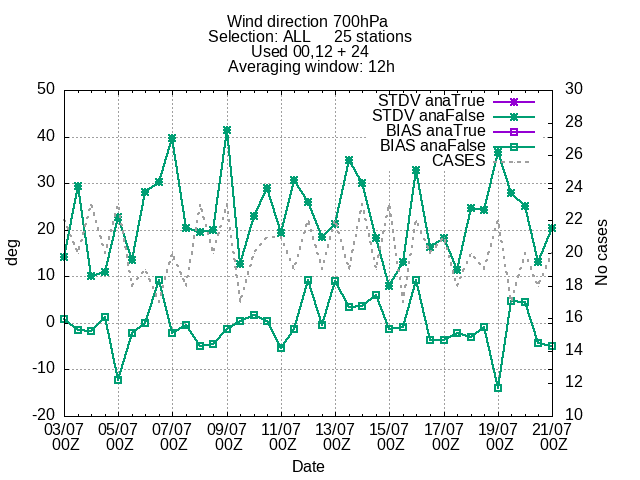 Wind direction 700hPa
Selection: ALL 25 stations
Used 00,12 + 24
Averaging window: 12h
STDV anaTrue
STDV anaFalse
BIAS anaTrue
BIAS anaFalse
CASES
50
40
30
20
10
0
-10
-20
deg
30
28
26
24
22
20
18
16
14
12
10
No cases
03/07 05/07 07/07 09/07 11/07 13/07 15/07 17/07 19/07 21/07
00Z 00Z 00Z 00Z 00Z 00Z 00Z 00Z 00Z 00Z
Date